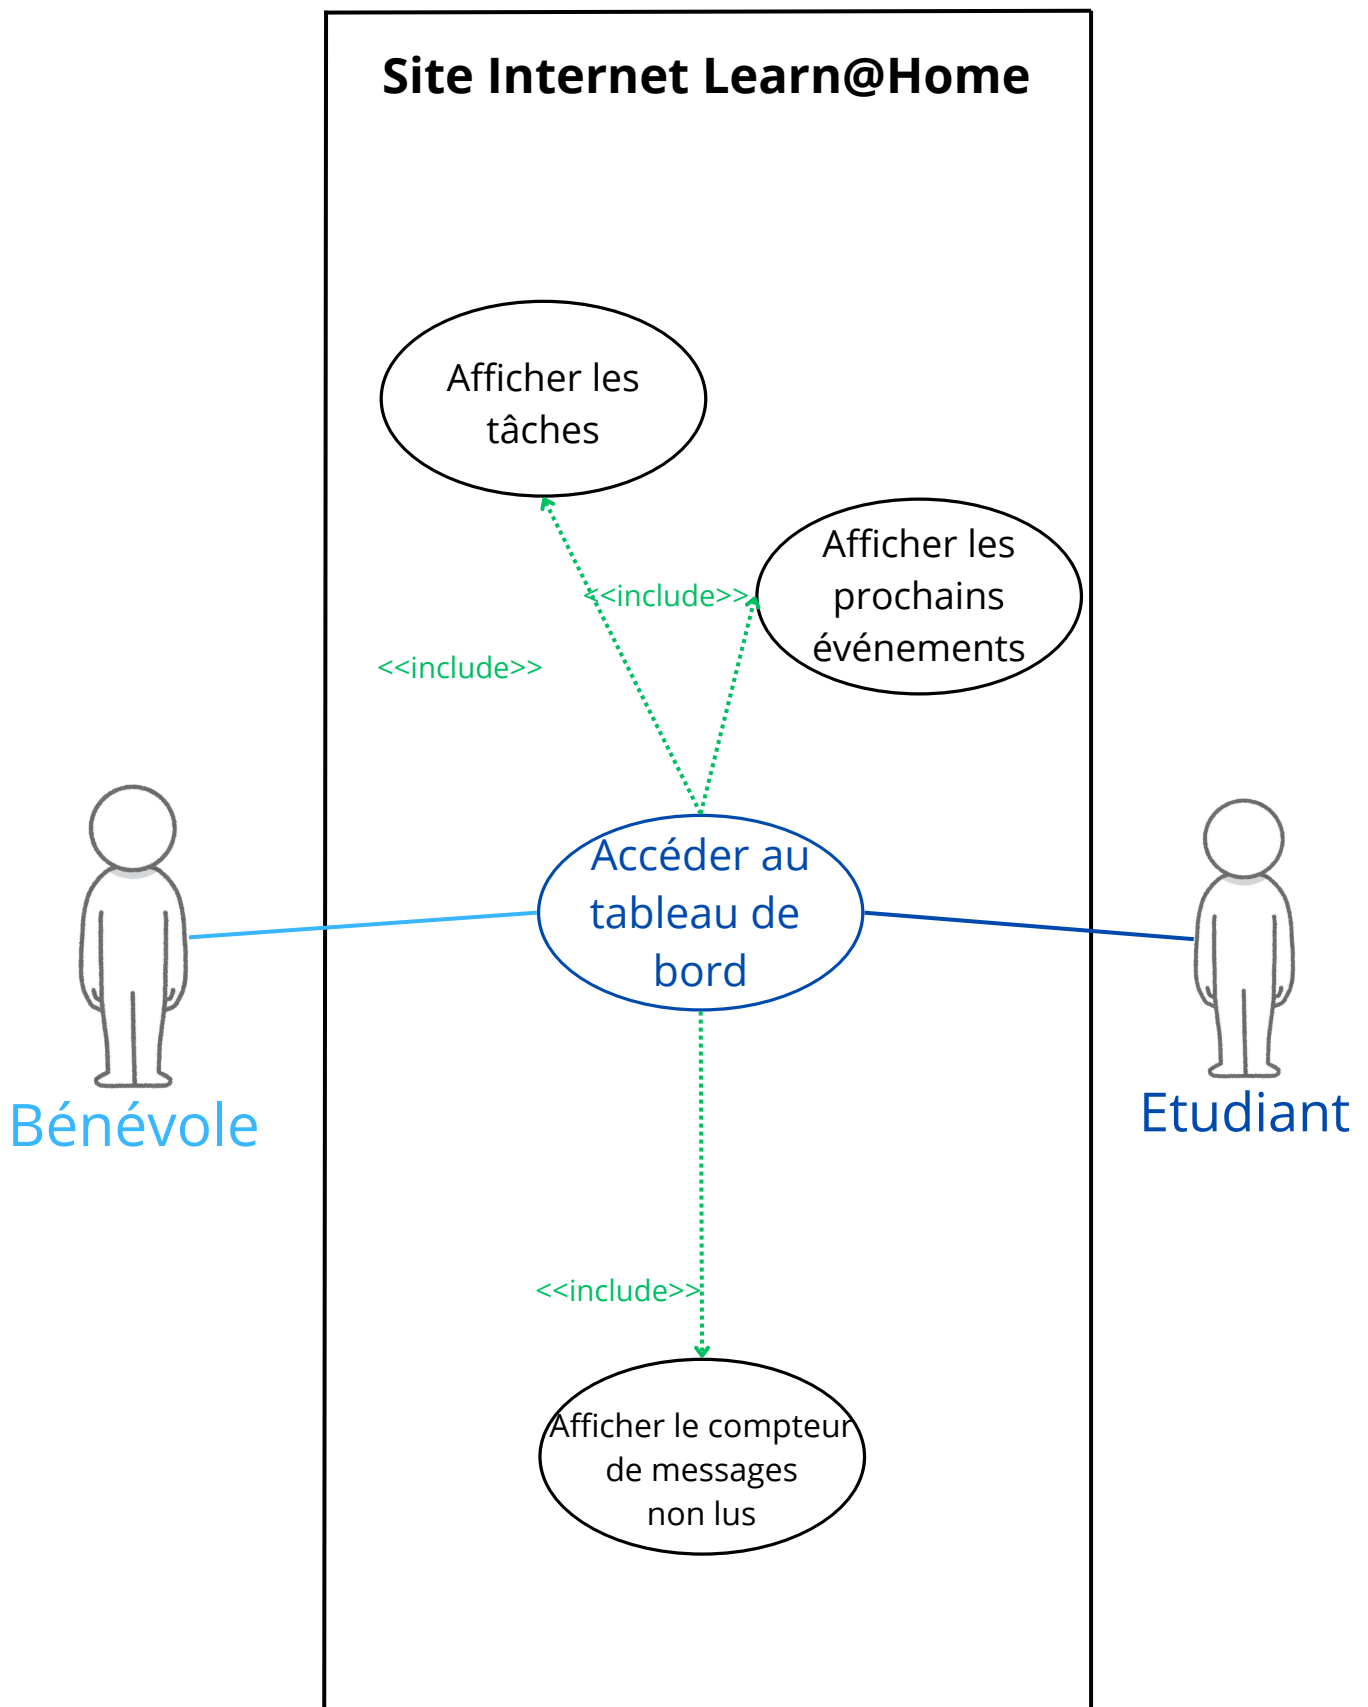 Site Internet Learn@Home
Afficher les
tâches
Afficher les
prochains
événements
<<include>>
<<include>>
Accéder au
tableau de
bord
Bénévole
Etudiant
<<include>>
Afficher le compteur
de messages
non lus